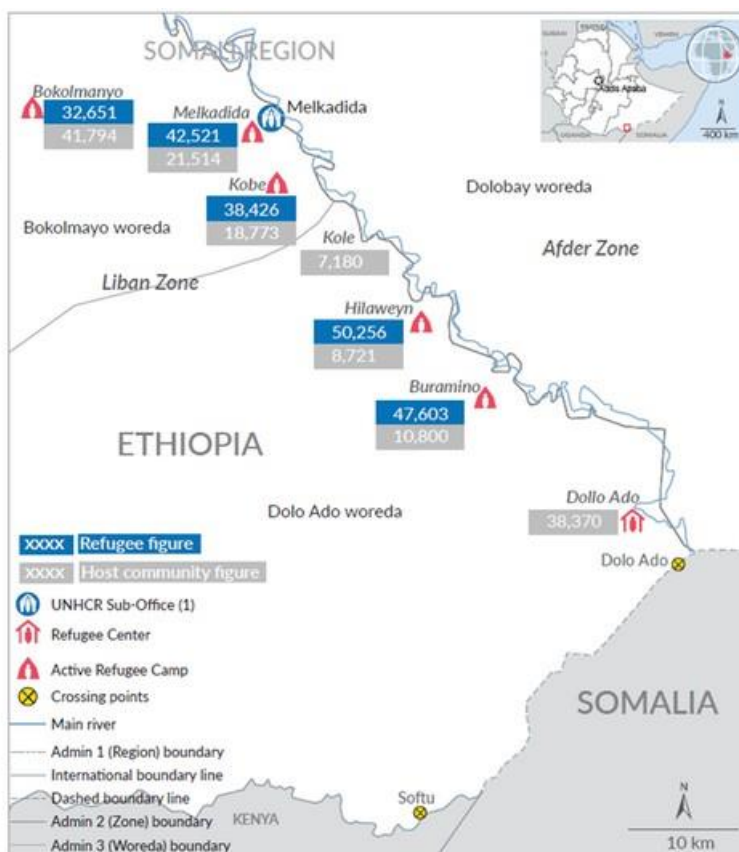 SOMALI REGION
Bokolmanyo
32,651
41,794
Melkadida
42,521
21,514
Melkadida
Kobe
38,426
18,773
Dolobay woreda
Bokolmayo woreda
Kole
7,180
Afder Zone
Liban Zone
Hilaweyn
50,256
8,721
Buramino
47,603
10,800
ETHIOPIA
Dolo Ado woreda
Dollo Ado
38,370
Dolo Ado
xxxx Refugee figure
xxxx Host community figure
UNHCR Sub-Office (1)
Refugee Center
Active Refugee Camp
Crossing points
Main river
Admin 1 (Region) boundary
International boundary line
Dashed boundary line
Admin 2 (Zone) boundary
Admin 3 (Woreda) boundary
SOMALIA
Softu
KENYA
N
10 km
Addis Ababa
UGANDA
SOMALIA
N
400 km